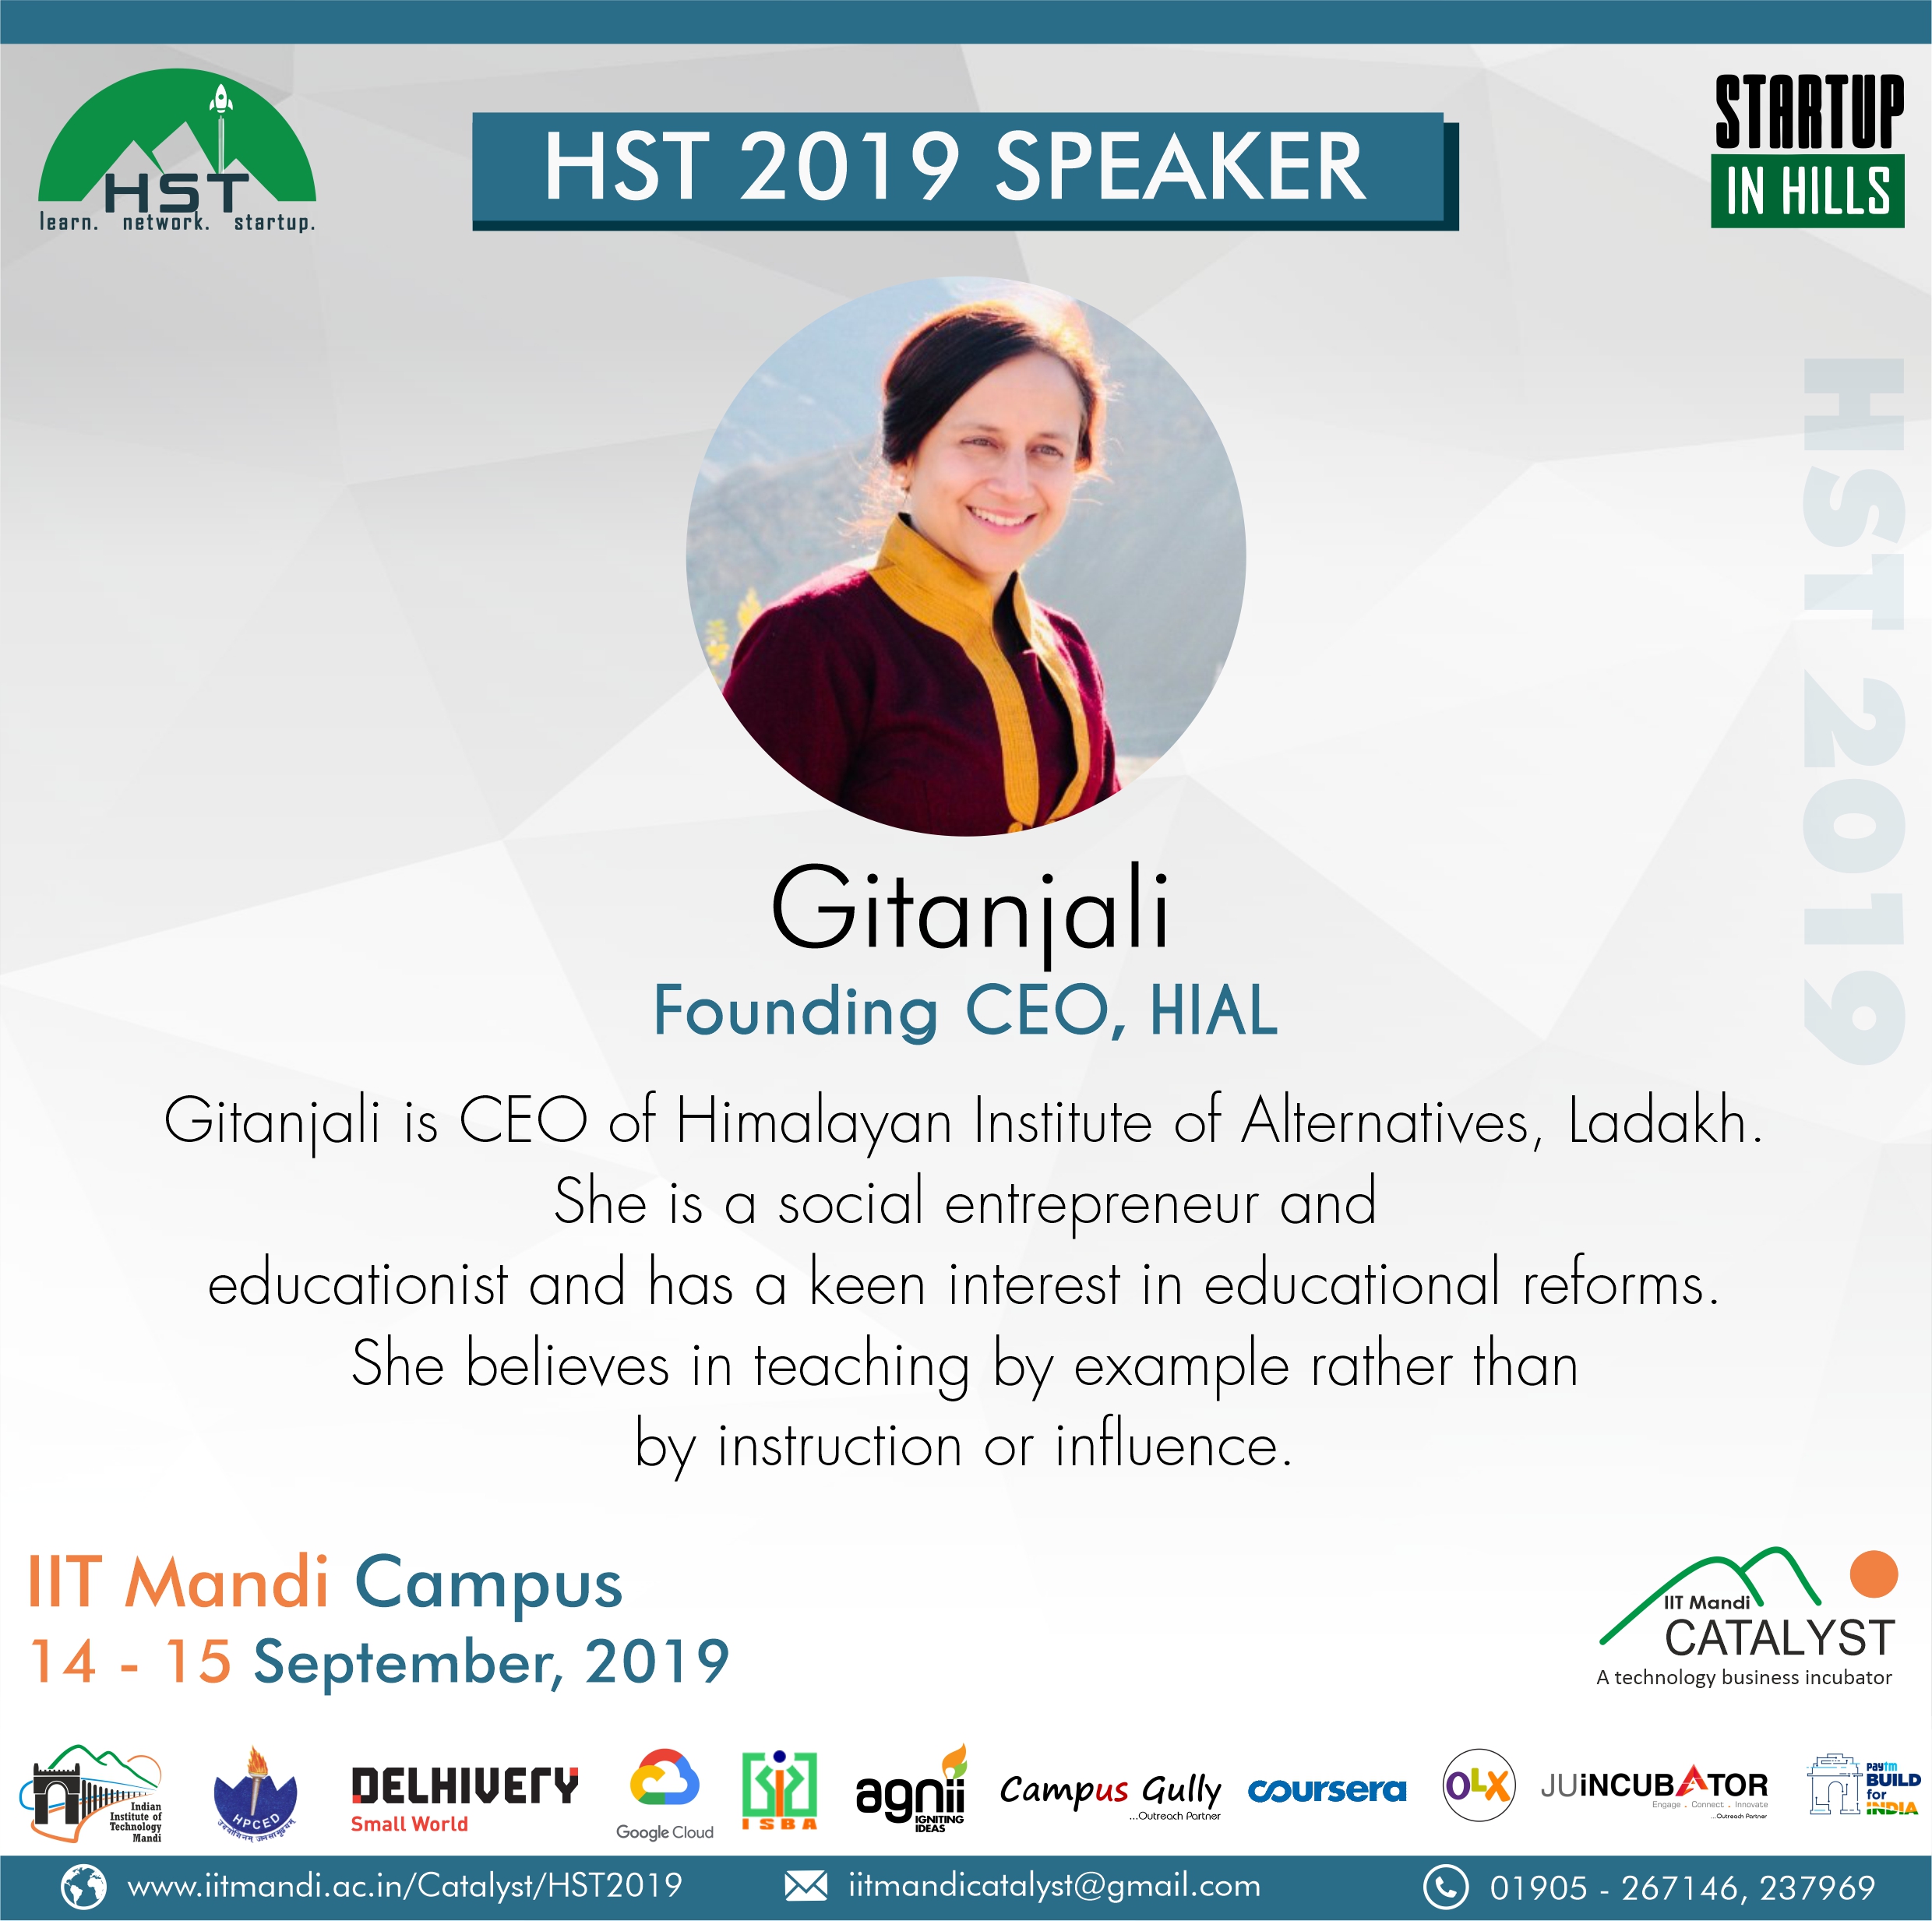 HST
learn. network. startup.
HST 2019 SPEAKER
STARTUP
IN HILLS
HST 2019
Gitanjali
Founding CEO, HIAL
Gitanjali is CEO of Himalayan Institute of Alternatives, Ladakh.
She is a social entrepreneur and
educationist and has a keen interest in educational reforms.
She believes in teaching by example rather than
by instruction or influence.
IIT Mandi Campus
14 - 15 September, 2019
IIT Mandi
CATALYST
A technology business incubator
Indian
Institute of
Technology
Mandi
HPCED
DELHIVERY
Small World
Google Cloud
ISBA
agnii
IGNITING
IDEAS
Campus Gully
...Outreach Partner
coursera
OLX
JUiNCUBATOR
Engage . Connect . Innovate
...Outreach Partner
paytm
BUILD
for
INDIA
www.iitmandi.ac.in/Catalyst/HST2019
iitmandicatalyst@gmail.com
01905 - 267146, 237969